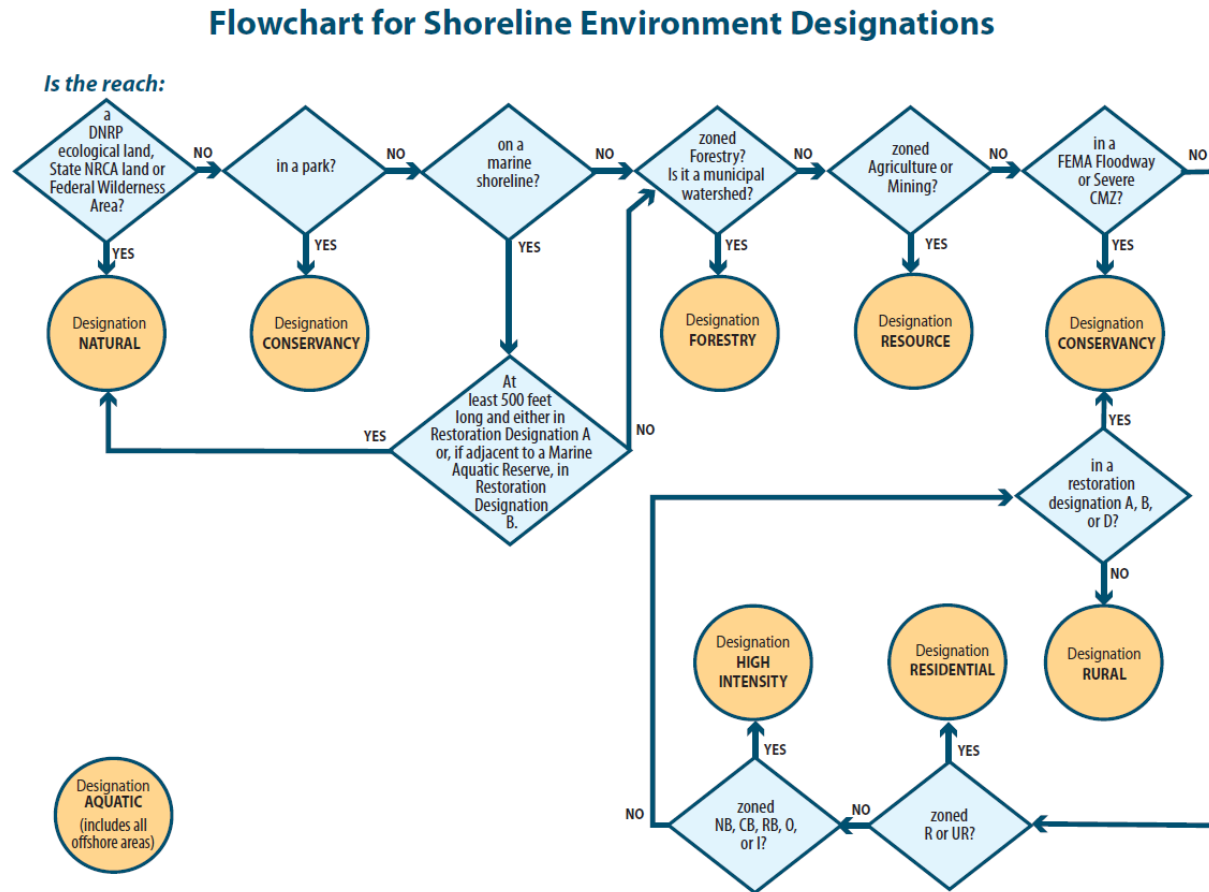 Flowchart for Shoreline Environment Designations
Is the reach:
a
DNRP
ecological land,
State NRCA land or
Federal Wilderness
Area?
NO
YES
Designation
NATURAL
in a park?
NO
YES
Designation
CONSERVANCY
on a
marine
shoreline?
NO
YES
At
least 500 feet
long and either in
Restoration Designation A
or, if adjacent to a Marine
Aquatic Reserve, in
Restoration
Designation
B.
YES
NO
zoned
Forestry?
Is it a municipal
watershed?
NO
YES
Designation
FORESTRY
zoned
Agriculture or
Mining?
NO
YES
Designation
RESOURCE
in a
FEMA Floodway
or Severe
CMZ?
NO
YES
Designation
CONSERVANCY
YES
in a
restoration
designation A, B,
or D?
NO
Designation
RURAL
Designation
RESIDENTIAL
YES
zoned
R or UR?
NO
Designation
HIGH
INTENSITY
YES
zoned
NB, CB, RB, O,
or I?
NO
Designation
AQUATIC
(includes all
offshore areas)